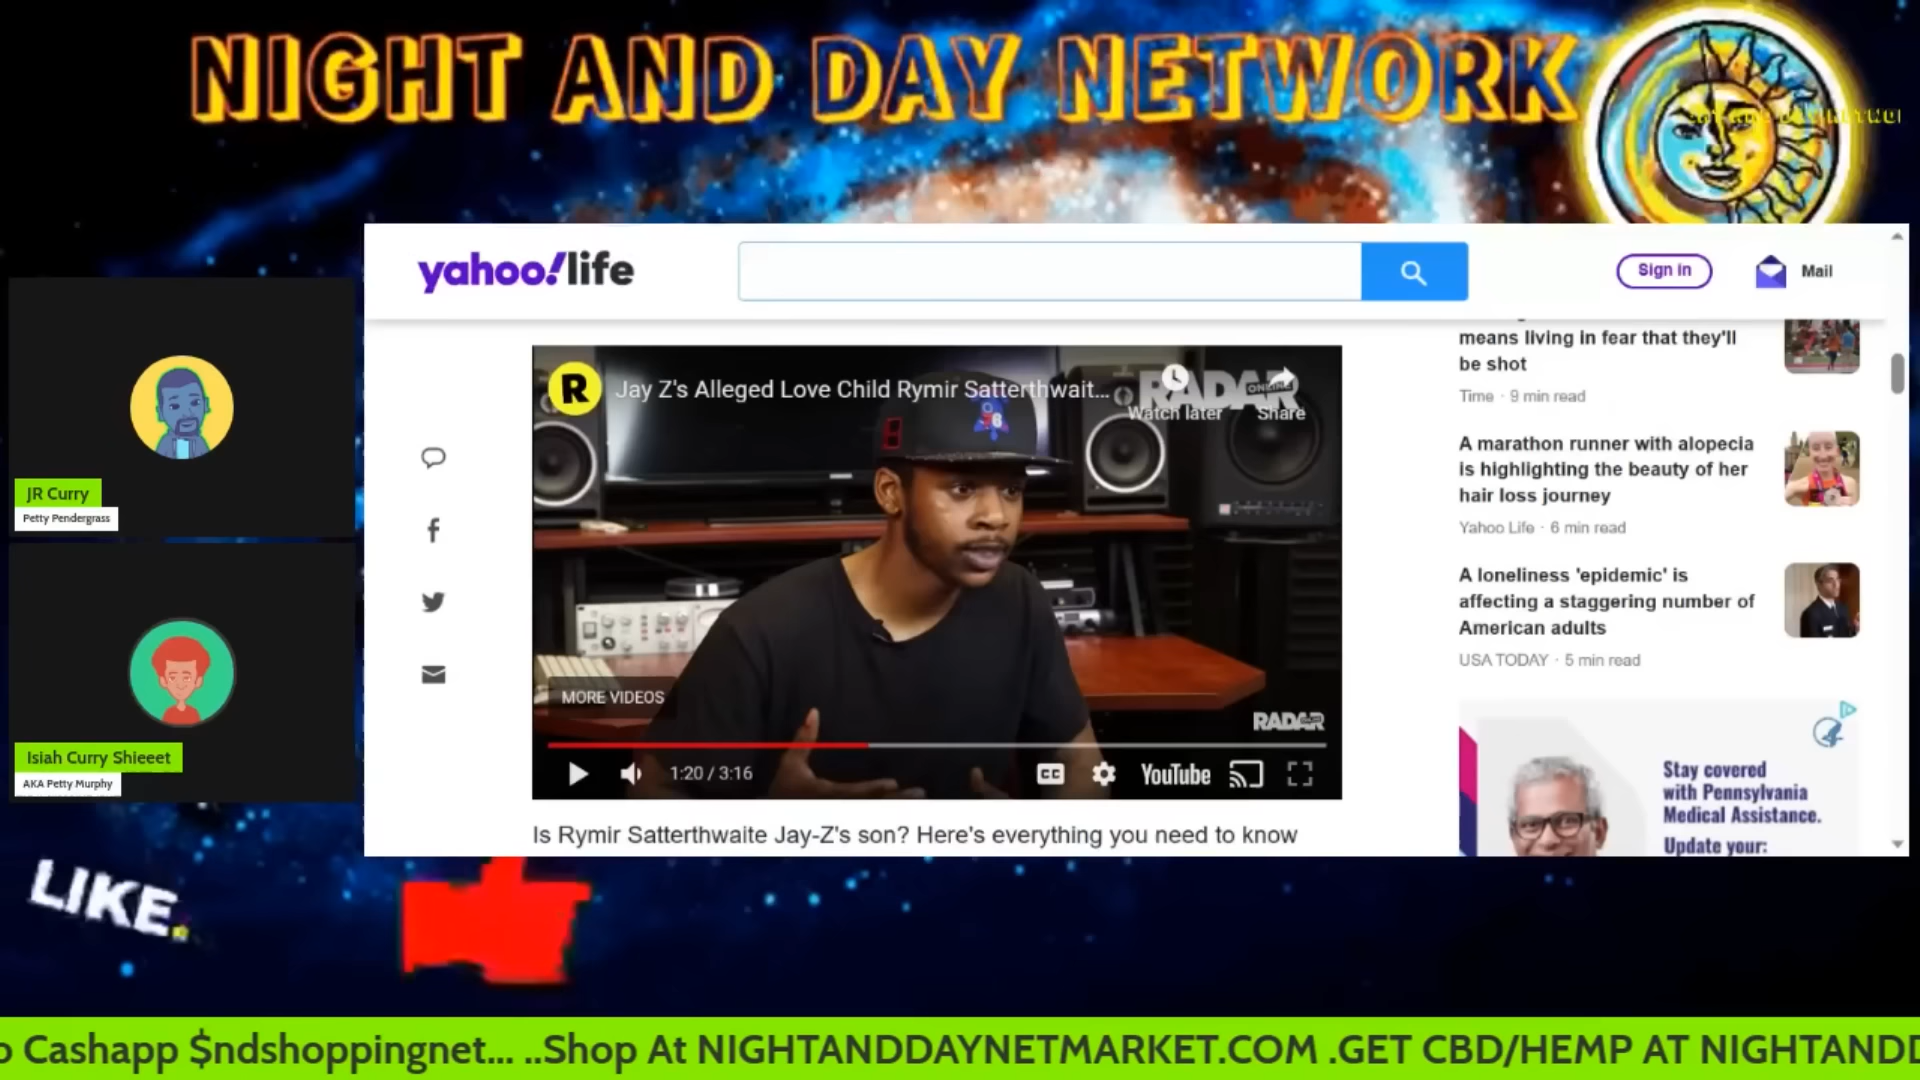 NIGHT AND DAY NETWORK
yahoo!life
Sign in
Mail
JR Curry
Petty Pendergrass
Isiah Curry Shieeet
AKA Petty Murphy
R
Jay Z's Alleged Love Child Rymir Satterthwait...
RADAR
ONLINE
Watch later
Share
MORE VIDEOS
RADAR
1:20 / 3:16
CC
YouTube
Is Rymir Satterthwaite Jay-Z's son? Here's everything you need to know
means living in fear that they'll
be shot
Time · 9 min read
A marathon runner with alopecia
is highlighting the beauty of her
hair loss journey
Yahoo Life · 6 min read
A loneliness 'epidemic' is
affecting a staggering number of
American adults
USA TODAY · 5 min read
Stay covered
with Pennsylvania
Medical Assistance.
Update your:
LIKE.
o Cashapp $ndshoppingnet... ..Shop At NIGHTANDDAYNETMARKET.COM .GET CBD/HEMP AT NIGHTANDD